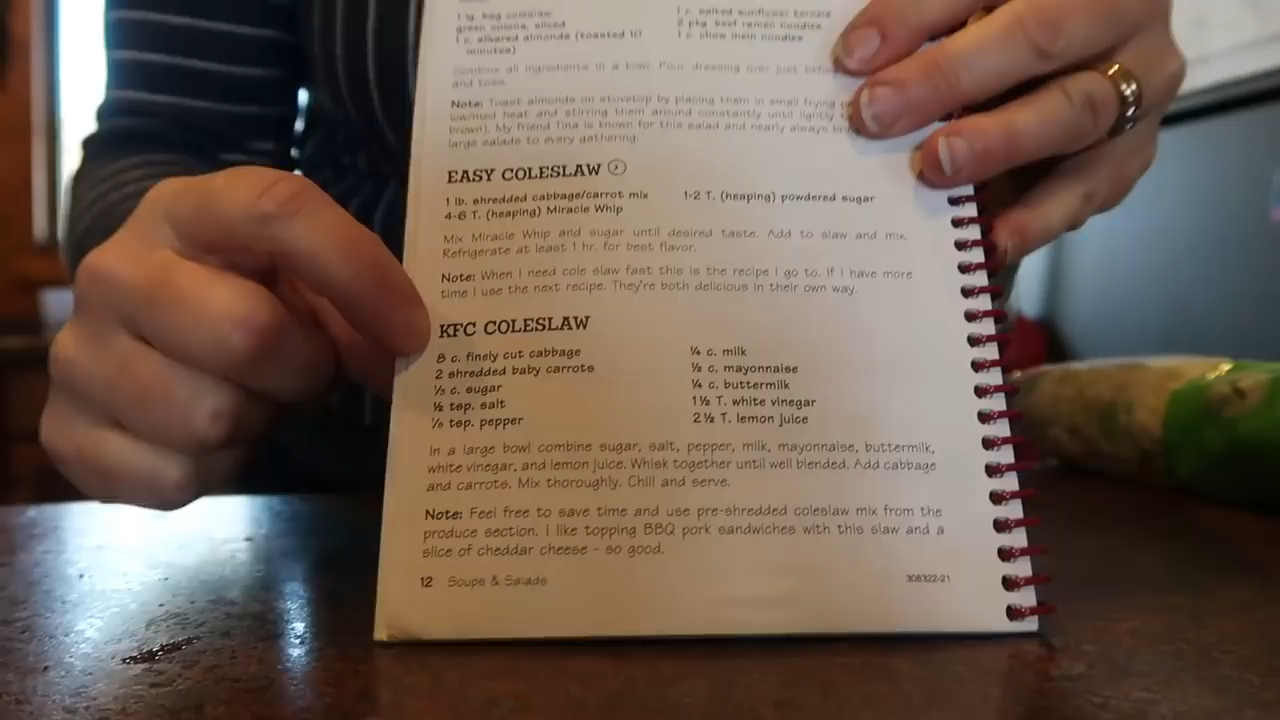 1 lg. bag coleslaw
green onions, sliced
1 c. slivered almonds (toasted 10
minutes)
1 c. salted sunflower kernels
2 pkg. beef ramen noodles
1 c. chow mein noodles
Combine all ingredients in a bowl. Pour dressing over just before
and toss.
Note: Toast almonds on stovetop by placing them in small frying
low/med heat and stirring them around constantly until lightly
brown). My friend Tina is known for this salad and nearly always
large salads to every gathering.
EASY COLESLAW
1 lb. shredded cabbage/carrot mix
4-6 T. (heaping) Miracle Whip
1-2 T. (heaping) powdered sugar
Mix Miracle Whip and sugar until desired taste. Add to slaw and mix.
Refrigerate at least 1 hr. for best flavor.
Note: When I need cole slaw fast this is the recipe I go to. If I have more
time I use the next recipe. They're both delicious in their own way.
KFC COLESLAW
8 c. finely cut cabbage
2 shredded baby carrots
⅓ c. sugar
½ tsp. salt
⅛ tsp. pepper
¼ c. milk
½ c. mayonnaise
¼ c. buttermilk
1½ T. white vinegar
2½ T. lemon juice
In a large bowl combine sugar, salt, pepper, milk, mayonnaise, buttermilk,
white vinegar, and lemon juice. Whisk together until well blended. Add cabbage
and carrots. Mix thoroughly. Chill and serve.
Note: Feel free to save time and use pre-shredded coleslaw mix from the
produce section. I like topping BBQ pork sandwiches with this slaw and a
slice of cheddar cheese - so good.
12 Soups & Salads
308322-21